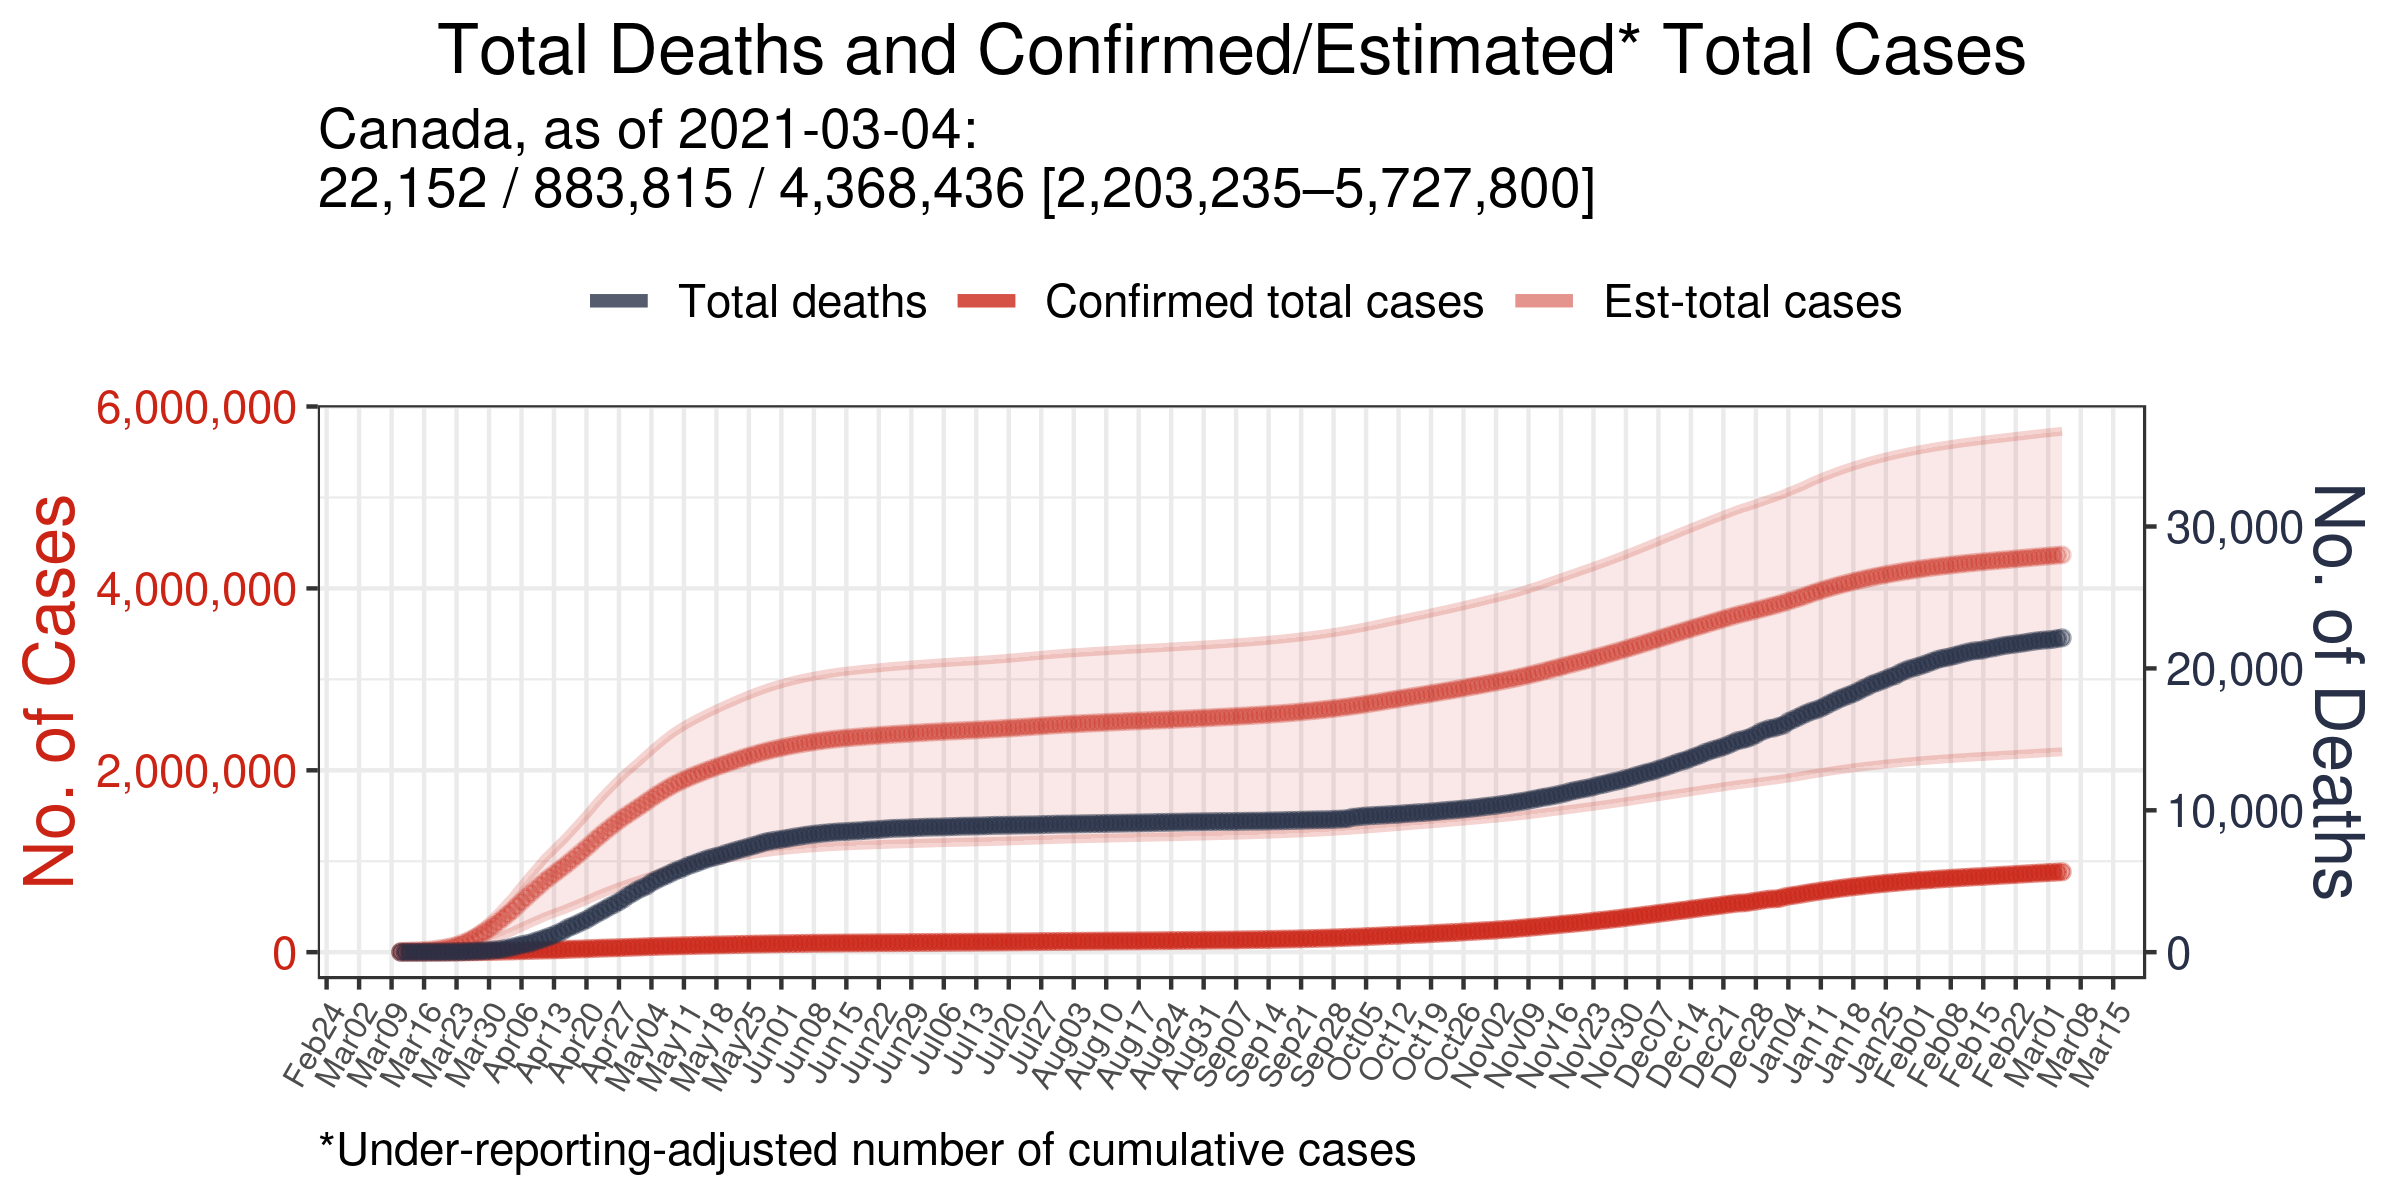 Total Deaths and Confirmed/Estimated* Total Cases
Canada, as of 2021-03-04:
22,152 / 883,815 / 4,368,436 [2,203,235–5,727,800]
Total deaths
Confirmed total cases
Est-total cases
No. of Cases
6,000,000
4,000,000
2,000,000
0
30,000
20,000
10,000
0
No. of Deaths
Feb24
Mar02
Mar09
Mar16
Mar23
Mar30
Apr06
Apr13
Apr20
Apr27
May04
May11
May18
May25
Jun01
Jun08
Jun15
Jun22
Jun29
Jul06
Jul13
Jul20
Jul27
Aug03
Aug10
Aug17
Aug24
Aug31
Sep07
Sep14
Sep21
Sep28
Oct05
Oct12
Oct19
Oct26
Nov02
Nov09
Nov16
Nov23
Nov30
Dec07
Dec14
Dec21
Dec28
Jan04
Jan11
Jan18
Jan25
Feb01
Feb08
Feb15
Feb22
Mar01
Mar08
Mar15
*Under-reporting-adjusted number of cumulative cases